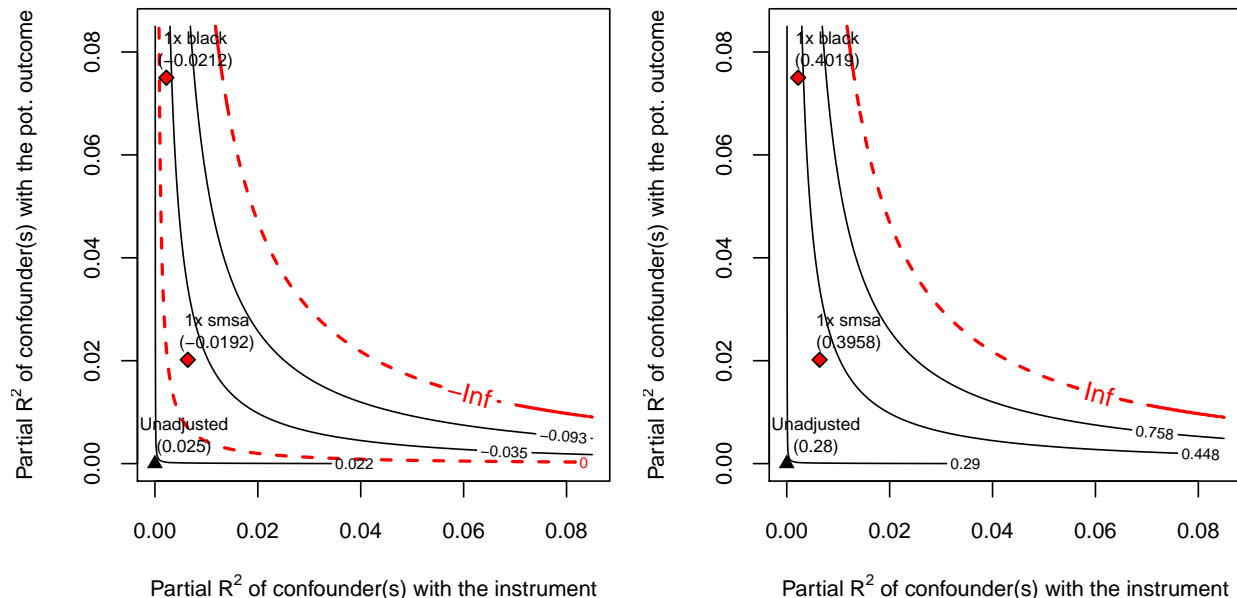 Partial R² of confounder(s) with the pot. outcome
0.08
0.06
0.04
0.02
0.00
1x black
(−0.0212)
1x smsa
(−0.0192)
Unadjusted
(0.025)
−Inf
−0.093
−0.035
0.022
0
0.00 0.02 0.04 0.06 0.08
Partial R² of confounder(s) with the instrument
Partial R² of confounder(s) with the pot. outcome
0.08
0.06
0.04
0.02
0.00
1x black
(0.4019)
1x smsa
(0.3958)
Unadjusted
(0.28)
Inf
0.758
0.448
0.29
0.00 0.02 0.04 0.06 0.08
Partial R² of confounder(s) with the instrument